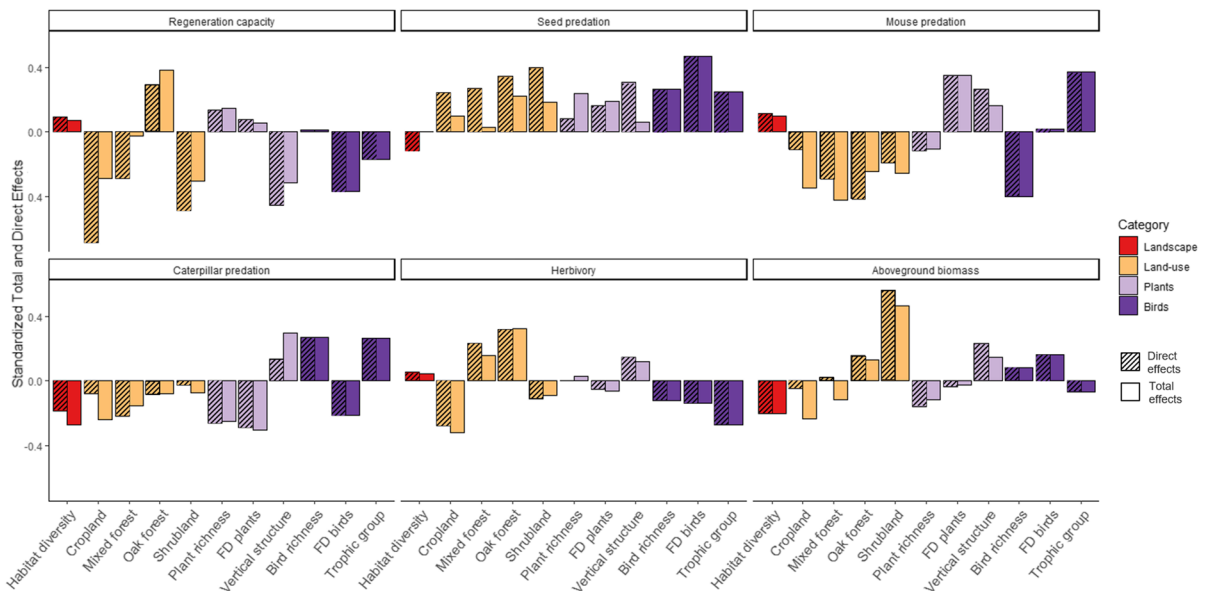 Regeneration capacity
Seed predation
Mouse predation
0.4
0.0
0.4
Standardized Total and Direct Effects
Caterpillar predation
Herbivory
Aboveground biomass
0.4
0.0
-0.4
Habitat diversity
Cropland
Mixed forest
Oak forest
Shrubland
Plant richness
FD plants
Vertical structure
Bird richness
FD birds
Trophic group
Habitat diversity
Cropland
Mixed forest
Oak forest
Shrubland
Plant richness
FD plants
Vertical structure
Bird richness
FD birds
Trophic group
Habitat diversity
Cropland
Mixed forest
Oak forest
Shrubland
Plant richness
FD plants
Vertical structure
Bird richness
FD birds
Trophic group
Category
Landscape
Land-use
Plants
Birds
Direct
effects
Total
effects